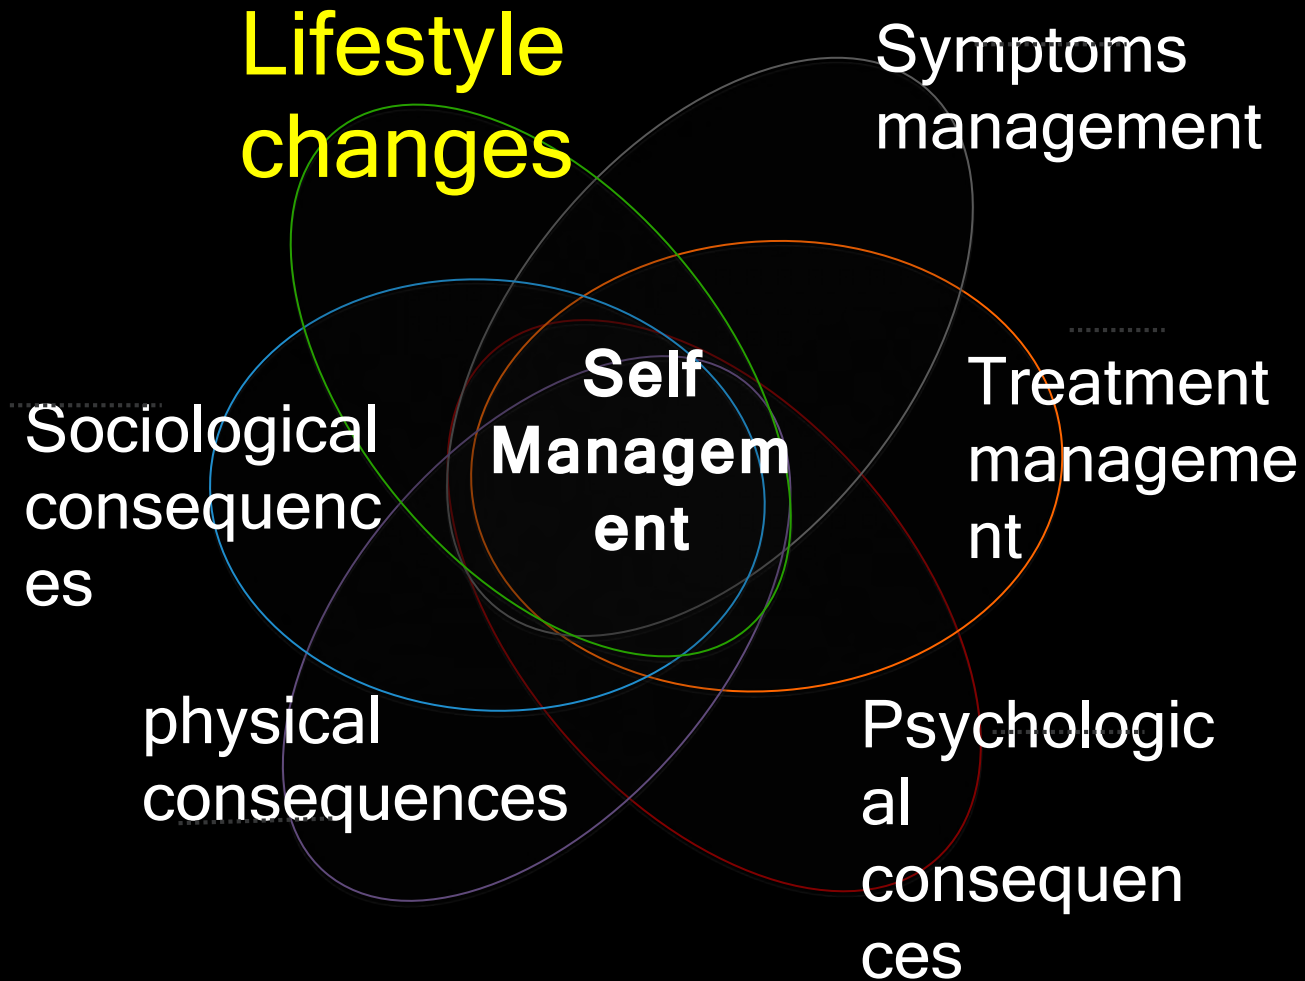 Lifestyle
changes
Symptoms
management
Self
Managem
ent
Treatment
manageme
nt
Sociological
consequenc
es
physical
consequences
Psychologic
al
consequen
ces